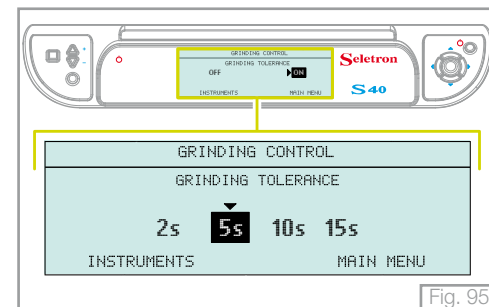 GRINDING CONTROL
GRINDING TOLERANCE
OFF ON
INSTRUMENTS MAIN MENU
Seletron
S40
GRINDING CONTROL
GRINDING TOLERANCE
2s 5s 10s 15s
INSTRUMENTS MAIN MENU
Fig. 95